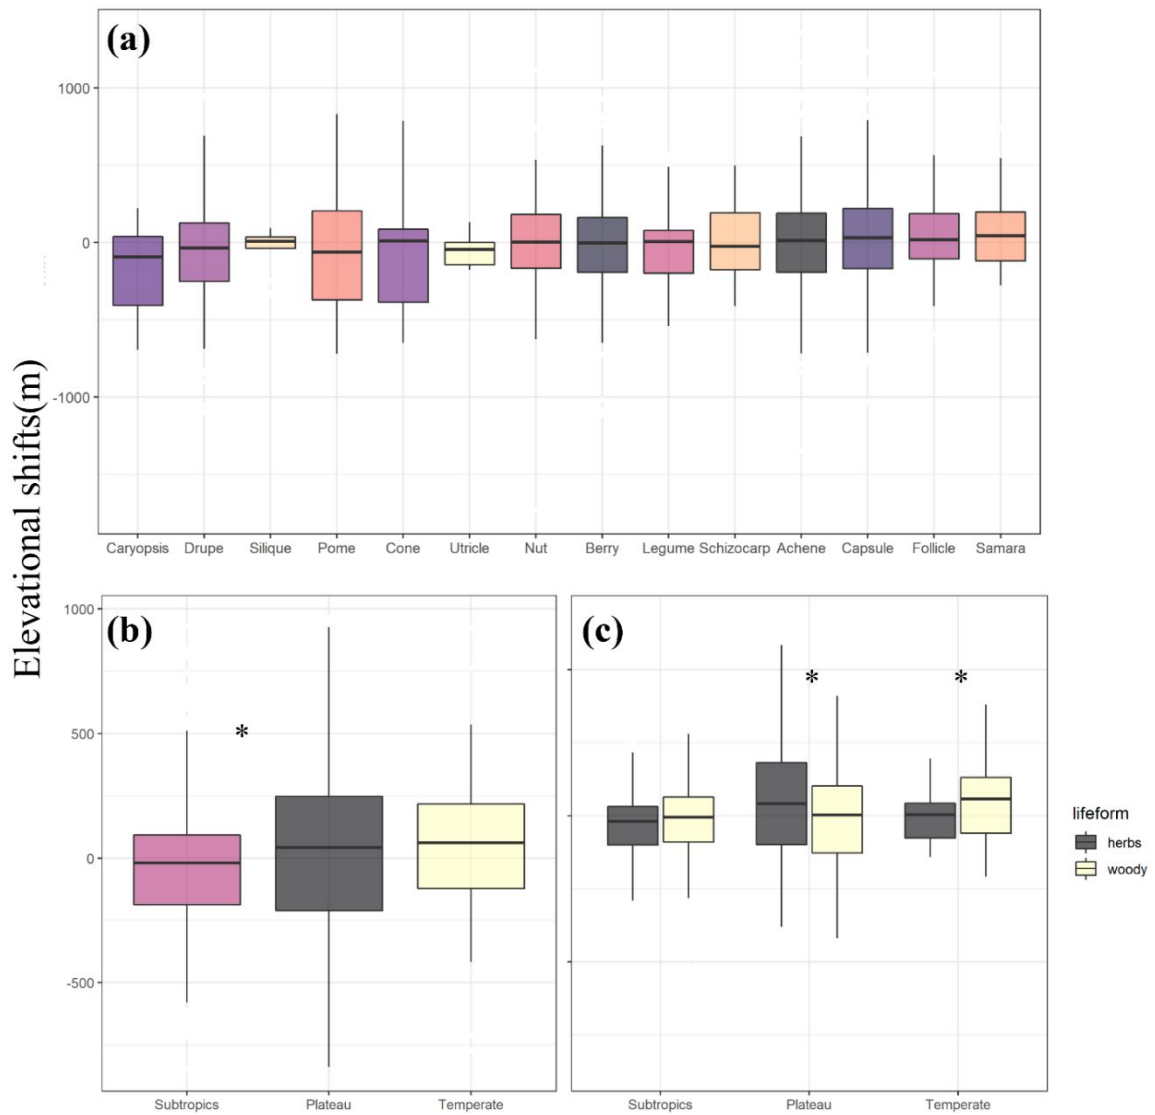 (a)
1000
0
-1000
Elevational shifts(m)
Caryopsis Drupe Silique Pome Cone Utricle Nut Berry Legume Schizocarp Achene Capsule Follicle Samara
(b)
1000
500
0
-500
*
Subtropics Plateau Temperate
(c)
* *
Subtropics Plateau Temperate
lifeform
herbs
woody